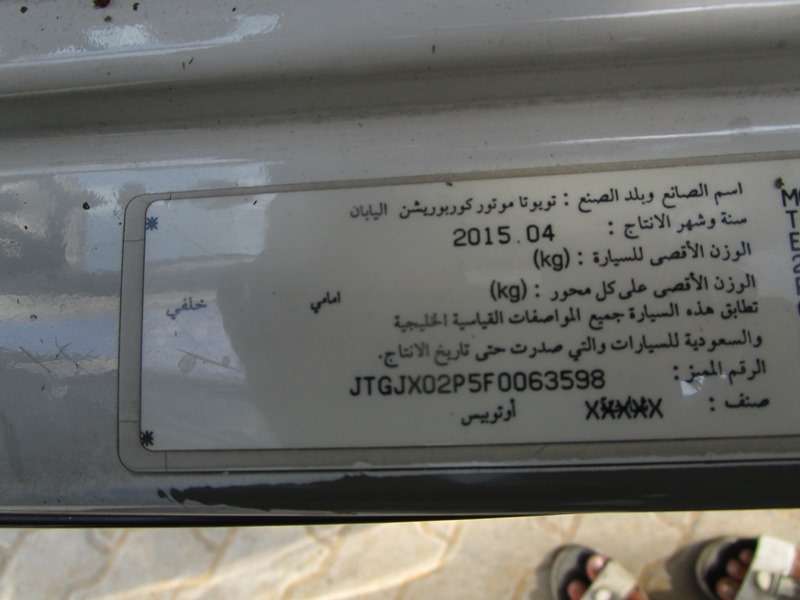 اسم الصانع وبلد الصنع : تويوتا موتور كوربوريشن اليابان
سنة وشهر الانتاج : 2015.04
الوزن الأقصى للسيارة : (kg)
الوزن الأقصى على كل محور : (kg) امامي خلفي
تطابق هذه السيارة جميع المواصفات القياسية الخليجية
والسعودية للسيارات والتي صدرت حتى تاريخ الانتاج.
الرقم المميز: JTGJX02P5F0063598
صنف : XXXXX أوتوبيس